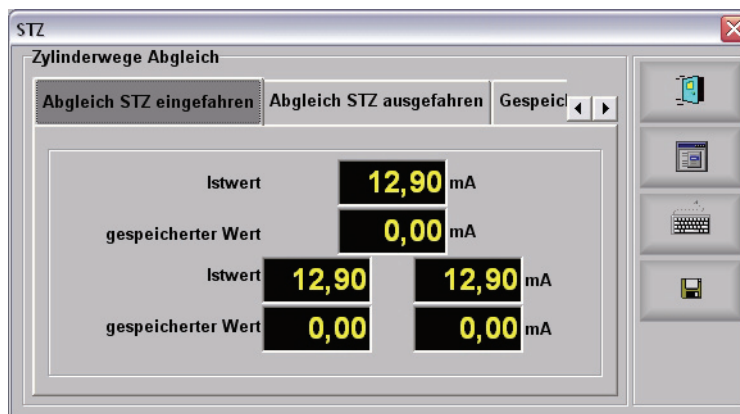 STZ
Zylinderwege Abgleich
Abgleich STZ eingefahren Abgleich STZ ausgefahren Gespeic
Istwert 12,90 mA
gespeicherter Wert 0,00 mA
Istwert 12,90 12,90 mA
gespeicherter Wert 0,00 0,00 mA